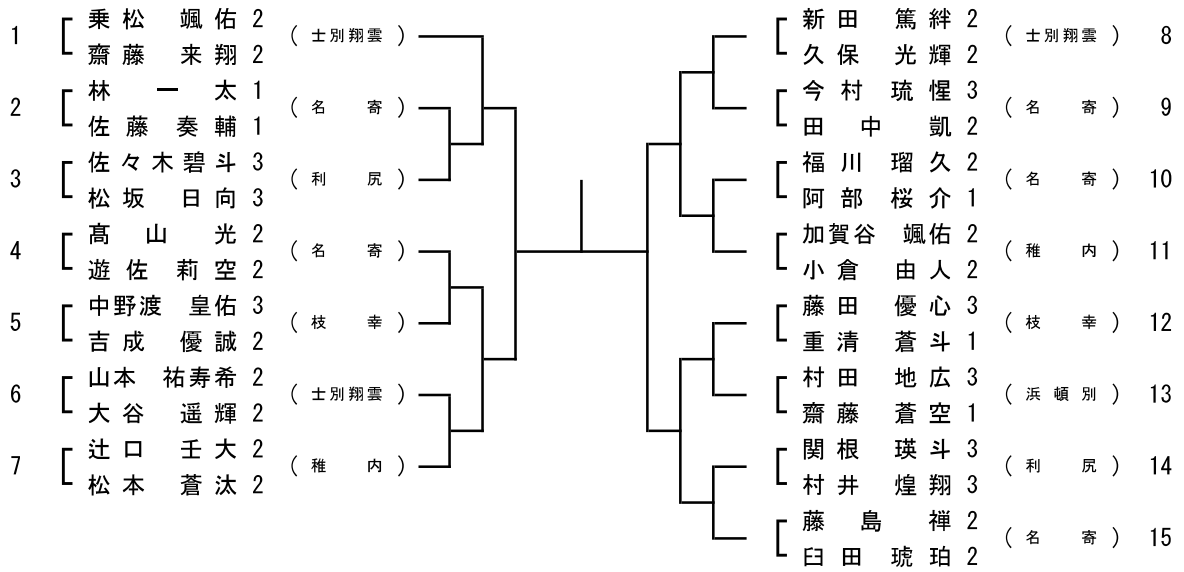 1 乗松 颯佑 2 (士別翔雲)
齋藤 来翔 2
2 林 一太 1 (名寄)
佐藤 奏輔 1
3 佐々木碧斗 3 (利尻)
松坂 日向 3
4 髙山 光 2 (名寄)
遊佐 莉空 2
5 中野渡 皇佑 3 (枝幸)
吉成 優誠 2
6 山本 祐寿希 2 (士別翔雲)
大谷 遥輝 2
7 辻口 壬大 2 (稚内)
松本 蒼汰 2
新田 篤絆 2 (士別翔雲) 8
久保 光輝 2
今村 琉惺 3 (名寄) 9
田中 凱 2
福川 瑠久 2 (名寄) 10
阿部 桜介 1
加賀谷 颯佑 2 (稚内) 11
小倉 由人 2
藤田 優心 3 (枝幸) 12
重清 蒼斗 1
村田 地広 3 (浜頓別) 13
齋藤 蒼空 1
関根 瑛斗 3 (利尻) 14
村井 煌翔 3
藤島 禅 2 (名寄) 15
臼田 琥珀 2